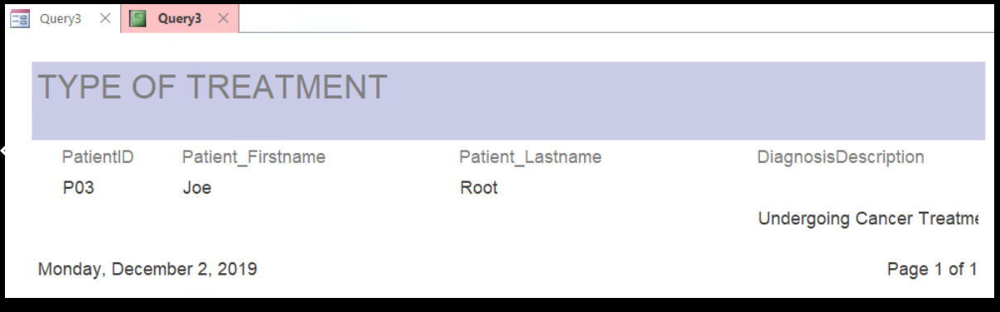 Query3 Query3
TYPE OF TREATMENT
PatientID Patient_Firstname Patient_Lastname DiagnosisDescription
P03 Joe Root
Undergoing Cancer Treatme
Monday, December 2, 2019 Page 1 of 1